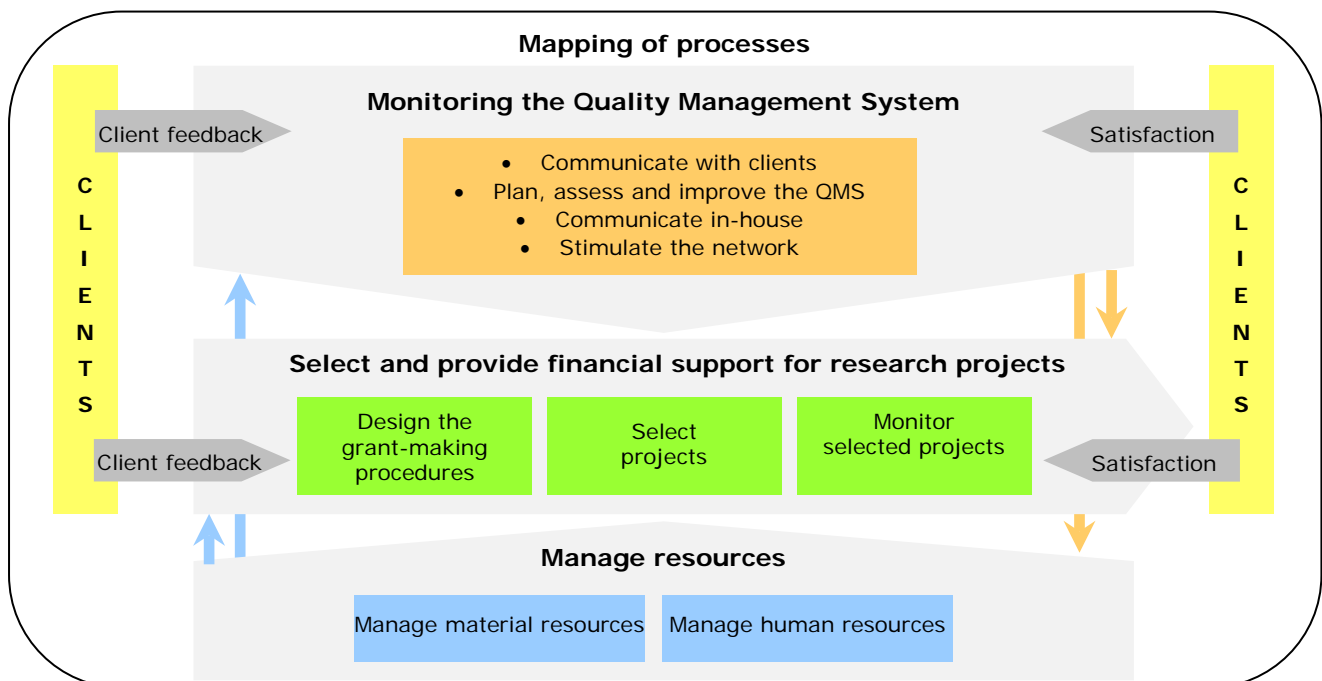 Mapping of processes
Monitoring the Quality Management System
Client feedback
Satisfaction
• Communicate with clients
• Plan, assess and improve the QMS
• Communicate in-house
• Stimulate the network
C
L
I
E
N
T
S
C
L
I
E
N
T
S
Select and provide financial support for research projects
Client feedback
Design the
grant-making
procedures
Select
projects
Monitor
selected projects
Satisfaction
Manage resources
Manage material resources
Manage human resources